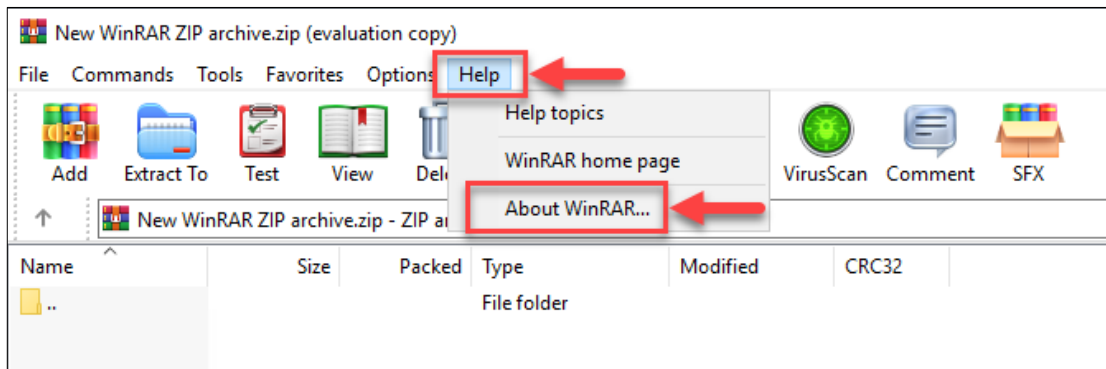 New WinRAR ZIP archive.zip (evaluation copy)
File Commands Tools Favorites Options Help
Help topics
WinRAR home page
About WinRAR...
Add Extract To Test View VirusScan Comment SFX
New WinRAR ZIP archive.zip - ZIP
Name Size Packed Type Modified CRC32
.. File folder